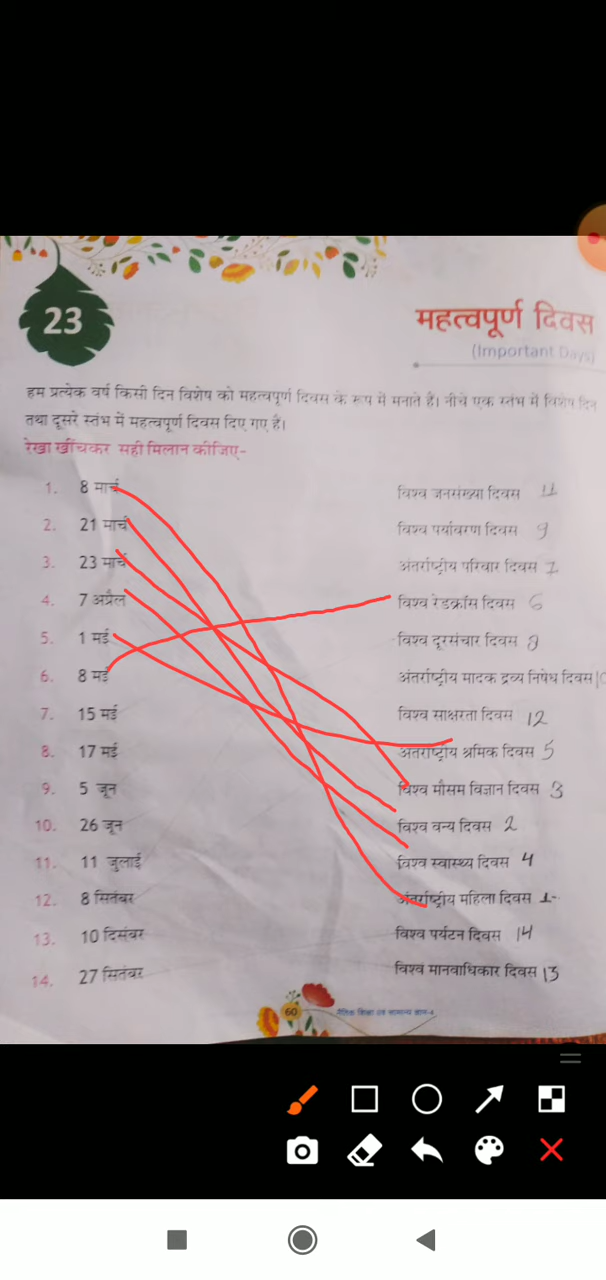 23
महत्वपूर्ण दिवस
(Important Days)
हम प्रत्येक वर्ष किसी दिन विशेष को महत्वपूर्ण दिवस के रूप में मनाते हैं। नीचे एक स्तंभ में विशेष दिन
तथा दूसरे स्तंभ में महत्वपूर्ण दिवस दिए गए हैं।
रेखा खींचकर सही मिलान कीजिए-
1. 8 मार्च विश्व जनसंख्या दिवस 11
2. 21 मार्च विश्व पर्यावरण दिवस 9
3. 23 मार्च अंतर्राष्ट्रीय परिवार दिवस 7
4. 7 अप्रैल विश्व रेडक्रॉस दिवस 6
5. 1 मई विश्व दूरसंचार दिवस 8
6. 8 मई अंतर्राष्ट्रीय मादक द्रव्य निषेध दिवस
7. 15 मई विश्व साक्षरता दिवस 12
8. 17 मई अंतर्राष्ट्रीय श्रमिक दिवस 5
9. 5 जून विश्व मौसम विज्ञान दिवस 3
10. 26 जून विश्व वन्य दिवस 2
11. 11 जुलाई विश्व स्वास्थ्य दिवस 4
12. 8 सितंबर अंतर्राष्ट्रीय महिला दिवस 1-
13. 10 दिसंबर विश्व पर्यटन दिवस 14
14. 27 सितंबर विश्व मानवाधिकार दिवस 13
60 नैतिक शिक्षा एवं सामान्य ज्ञान-4